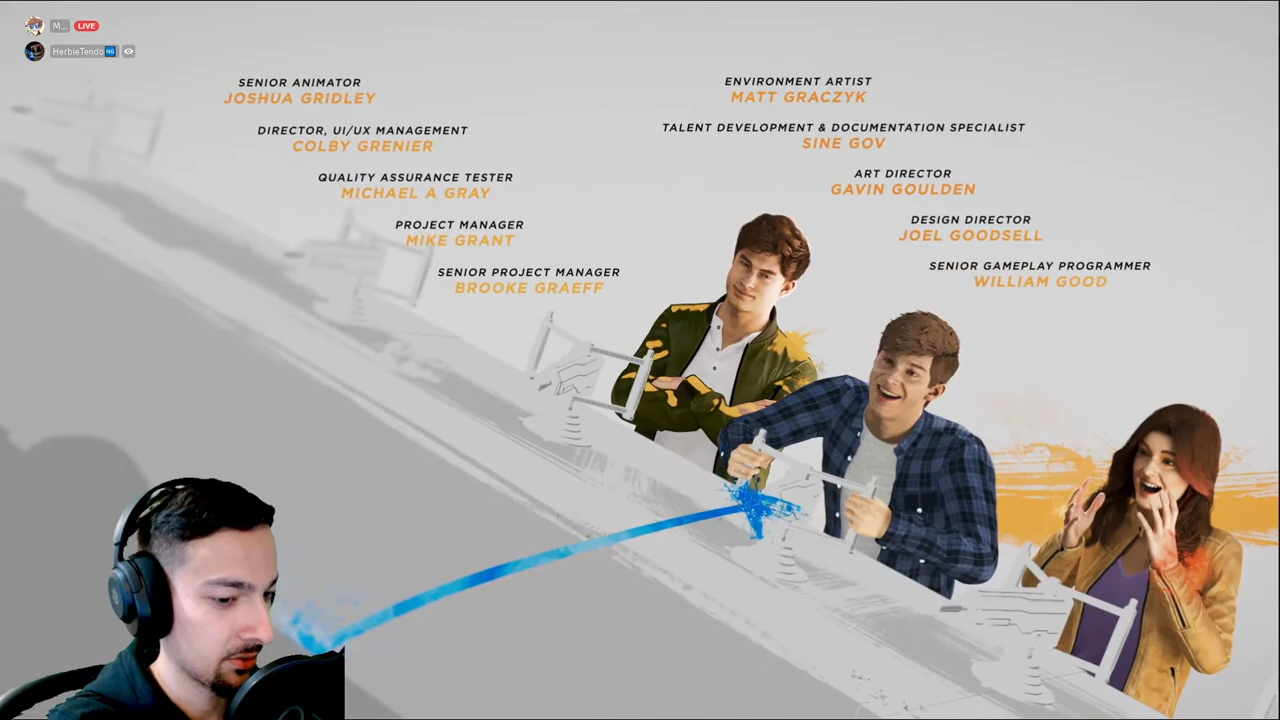 M...
LIVE
HerbieTendo NG
SENIOR ANIMATOR
JOSHUA GRIDLEY
DIRECTOR, UI/UX MANAGEMENT
COLBY GRENIER
QUALITY ASSURANCE TESTER
MICHAEL A GRAY
PROJECT MANAGER
MIKE GRANT
SENIOR PROJECT MANAGER
BROOKE GRAEFF
ENVIRONMENT ARTIST
MATT GRACZYK
TALENT DEVELOPMENT & DOCUMENTATION SPECIALIST
SINE GOV
ART DIRECTOR
GAVIN GOULDEN
DESIGN DIRECTOR
JOEL GOODSELL
SENIOR GAMEPLAY PROGRAMMER
WILLIAM GOOD